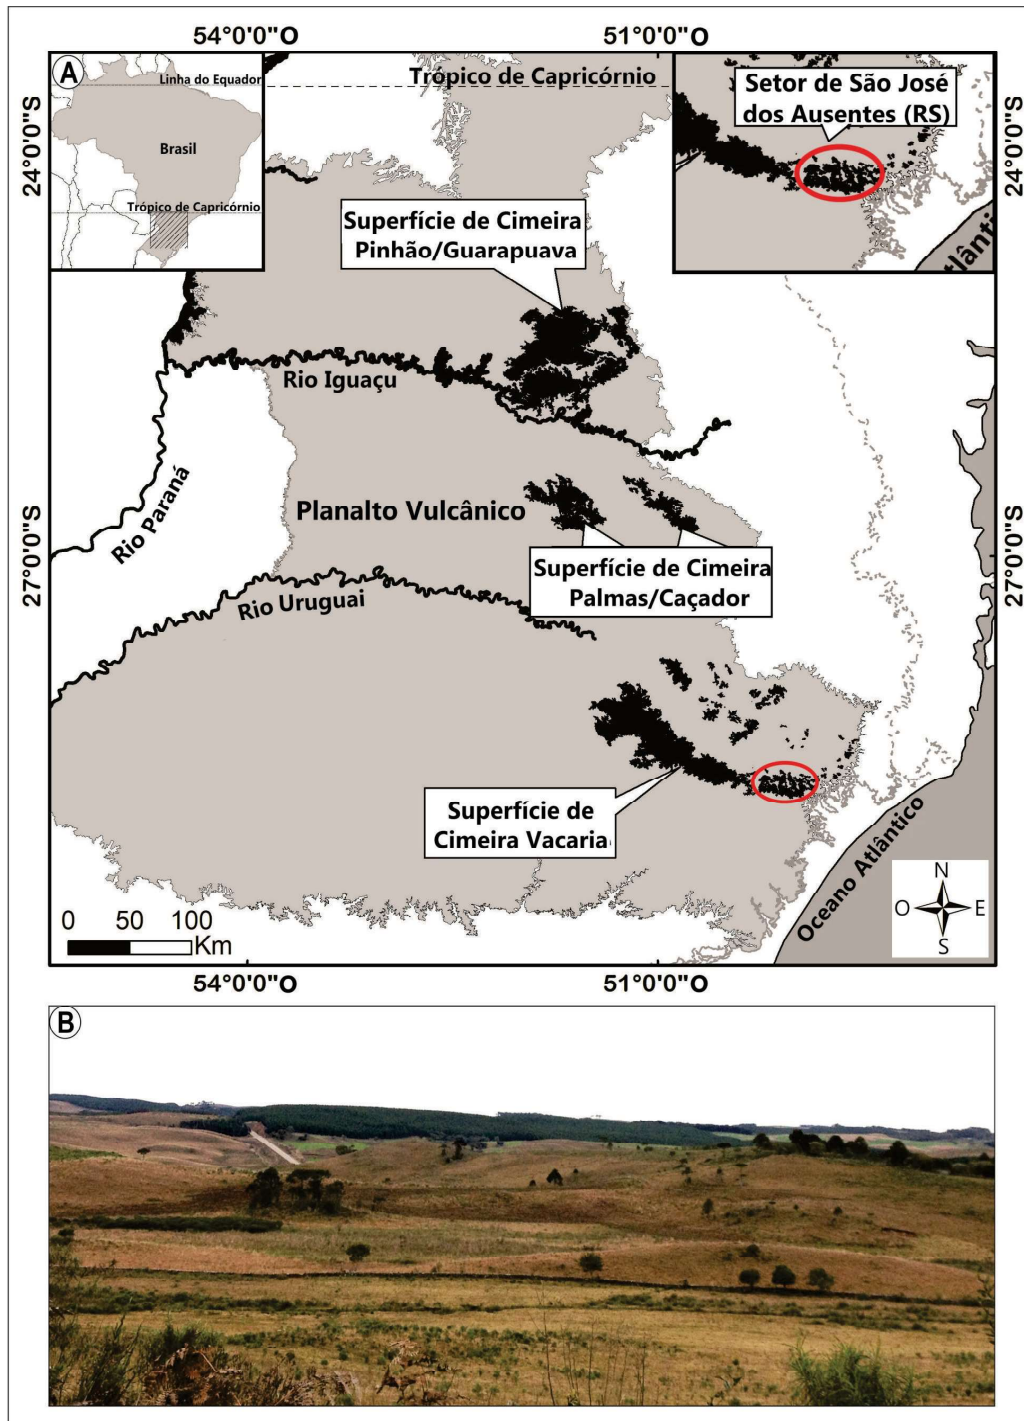 54°0'0"O
51°0'0"O
A
Linha do Equador
Brasil
Trópico de Capricórnio
Trópico de Capricórnio
Setor de São José
dos Ausentes (RS)
tlânti
24°0'0"S
24°0'0"S
Superfície de Cimeira
Pinhão/Guarapuava
Rio Iguaçu
Rio Paraná
Planalto Vulcânico
Superfície de Cimeira
Palmas/Caçador
27°0'0"S
27°0'0"S
Rio Uruguai
Superfície de
Cimeira Vacaria
Oceano Atlântico
N
O
E
S
0 50 100
Km
54°0'0"O
51°0'0"O
B